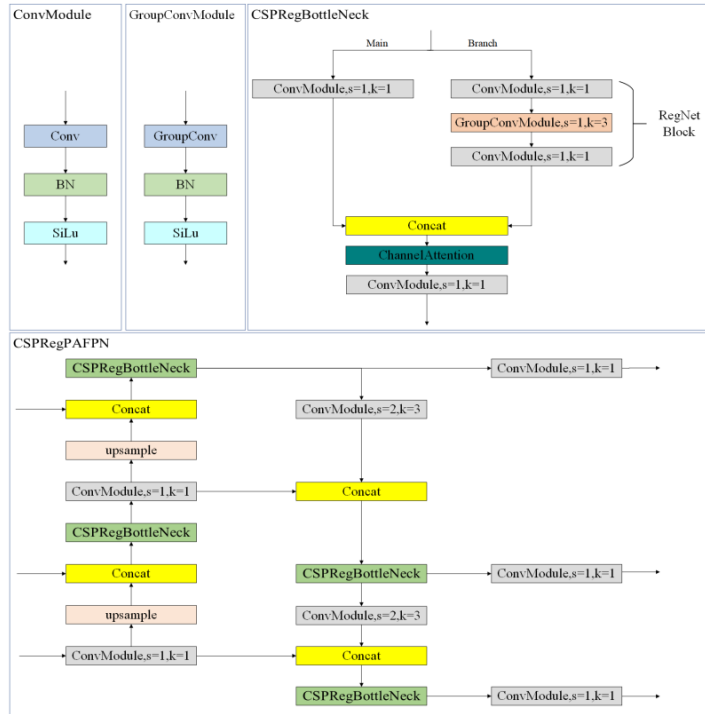 ConvModule
Conv
BN
SiLu
GroupConvModule
GroupConv
BN
SiLu
CSPRegBottleNeck
Main
Branch
ConvModule,s=1,k=1
ConvModule,s=1,k=1
GroupConvModule,s=1,k=3
ConvModule,s=1,k=1
RegNet
Block
Concat
ChannelAttention
ConvModule,s=1,k=1
CSPRegPAFPN
CSPRegBottleNeck
ConvModule,s=1,k=1
Concat
ConvModule,s=2,k=3
upsample
ConvModule,s=1,k=1
Concat
CSPRegBottleNeck
Concat
CSPRegBottleNeck
ConvModule,s=1,k=1
upsample
ConvModule,s=2,k=3
ConvModule,s=1,k=1
Concat
CSPRegBottleNeck
ConvModule,s=1,k=1